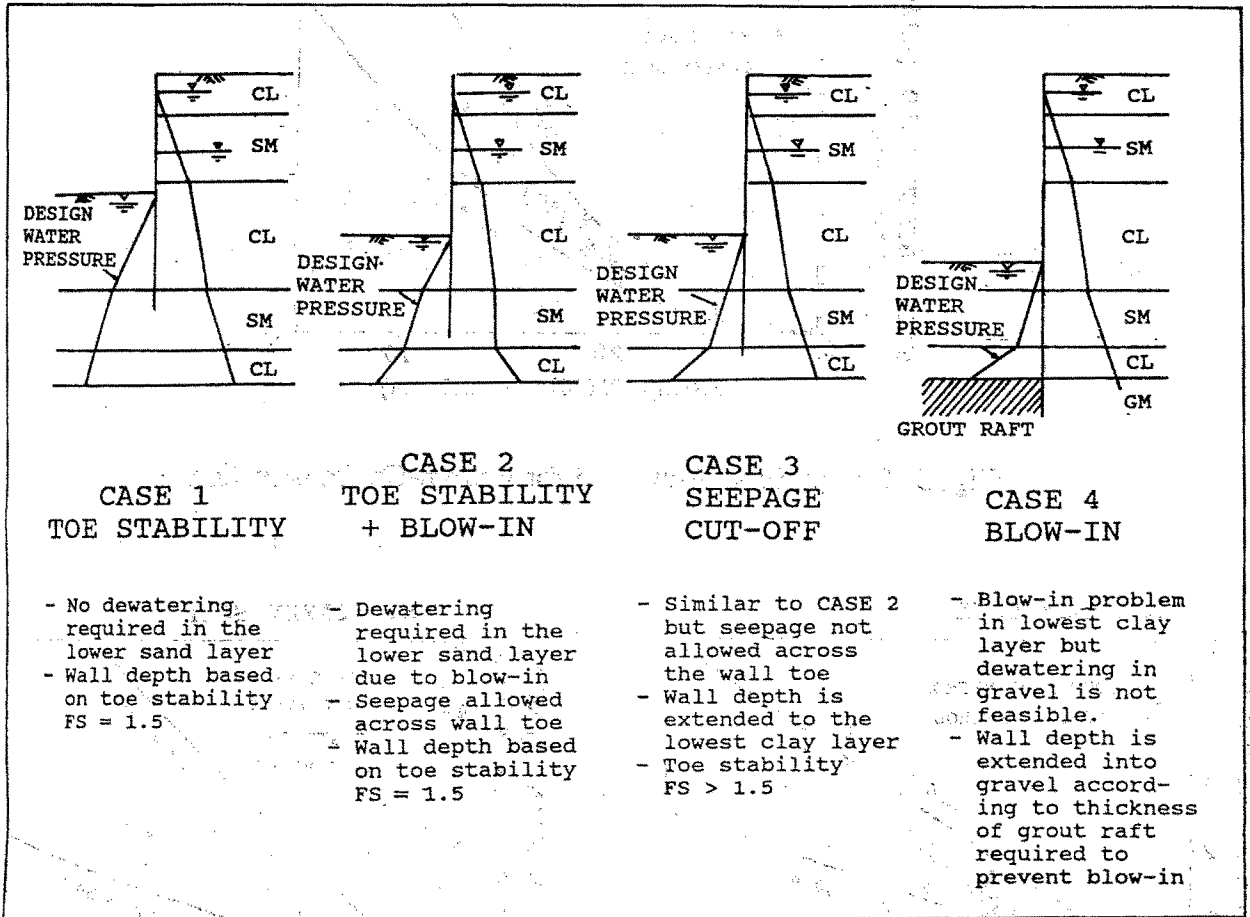 CL
SM
CL
SM
CL
DESIGN
WATER
PRESSURE
CASE 1
TOE STABILITY
- No dewatering
required in the
lower sand layer
- Wall depth based
on toe stability
FS = 1.5
CL
SM
CL
SM
CL
DESIGN
WATER
PRESSURE
CASE 2
TOE STABILITY
+ BLOW-IN
- Dewatering
required in the
lower sand layer
due to blow-in
- Seepage allowed
across wall toe
- Wall depth based
on toe stability
FS = 1.5
CL
SM
CL
SM
CL
DESIGN
WATER
PRESSURE
CASE 3
SEEPAGE
CUT-OFF
- Similar to CASE 2
but seepage not
allowed across
the wall toe
- Wall depth is
extended to the
lowest clay layer
- Toe stability
FS > 1.5
CL
SM
CL
SM
CL
GM
DESIGN
WATER
PRESSURE
GROUT RAFT
CASE 4
BLOW-IN
- Blow-in problem
in lowest clay
layer but
dewatering in
gravel is not
feasible.
- Wall depth is
extended into
gravel accord-
ing to thickness
of grout raft
required to
prevent blow-in